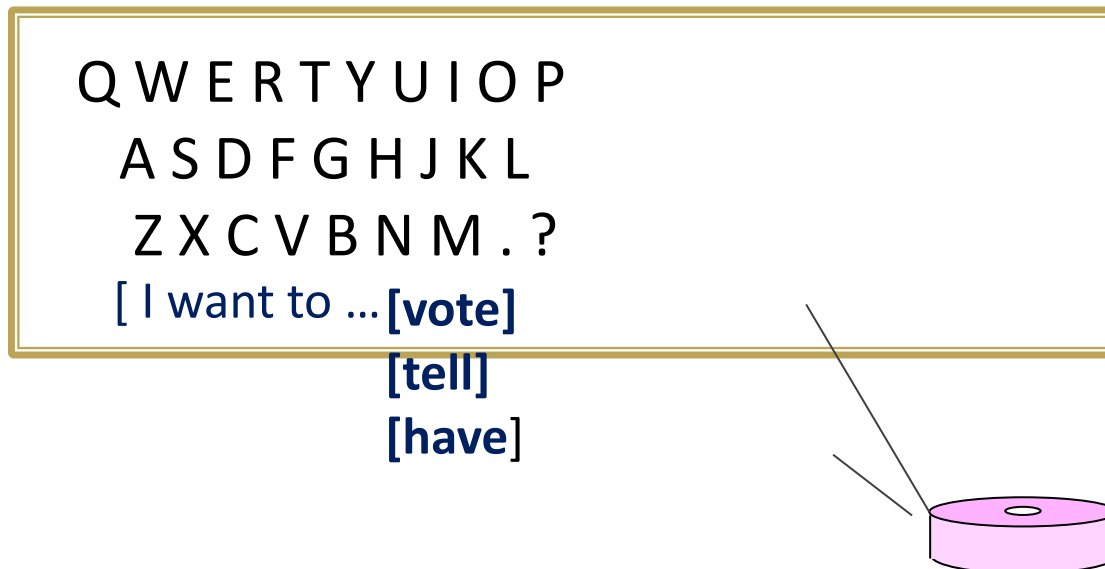 Q W E R T Y U I O P
A S D F G H J K L
Z X C V B N M . ?
[ I want to ... [vote]
[tell]
[have]